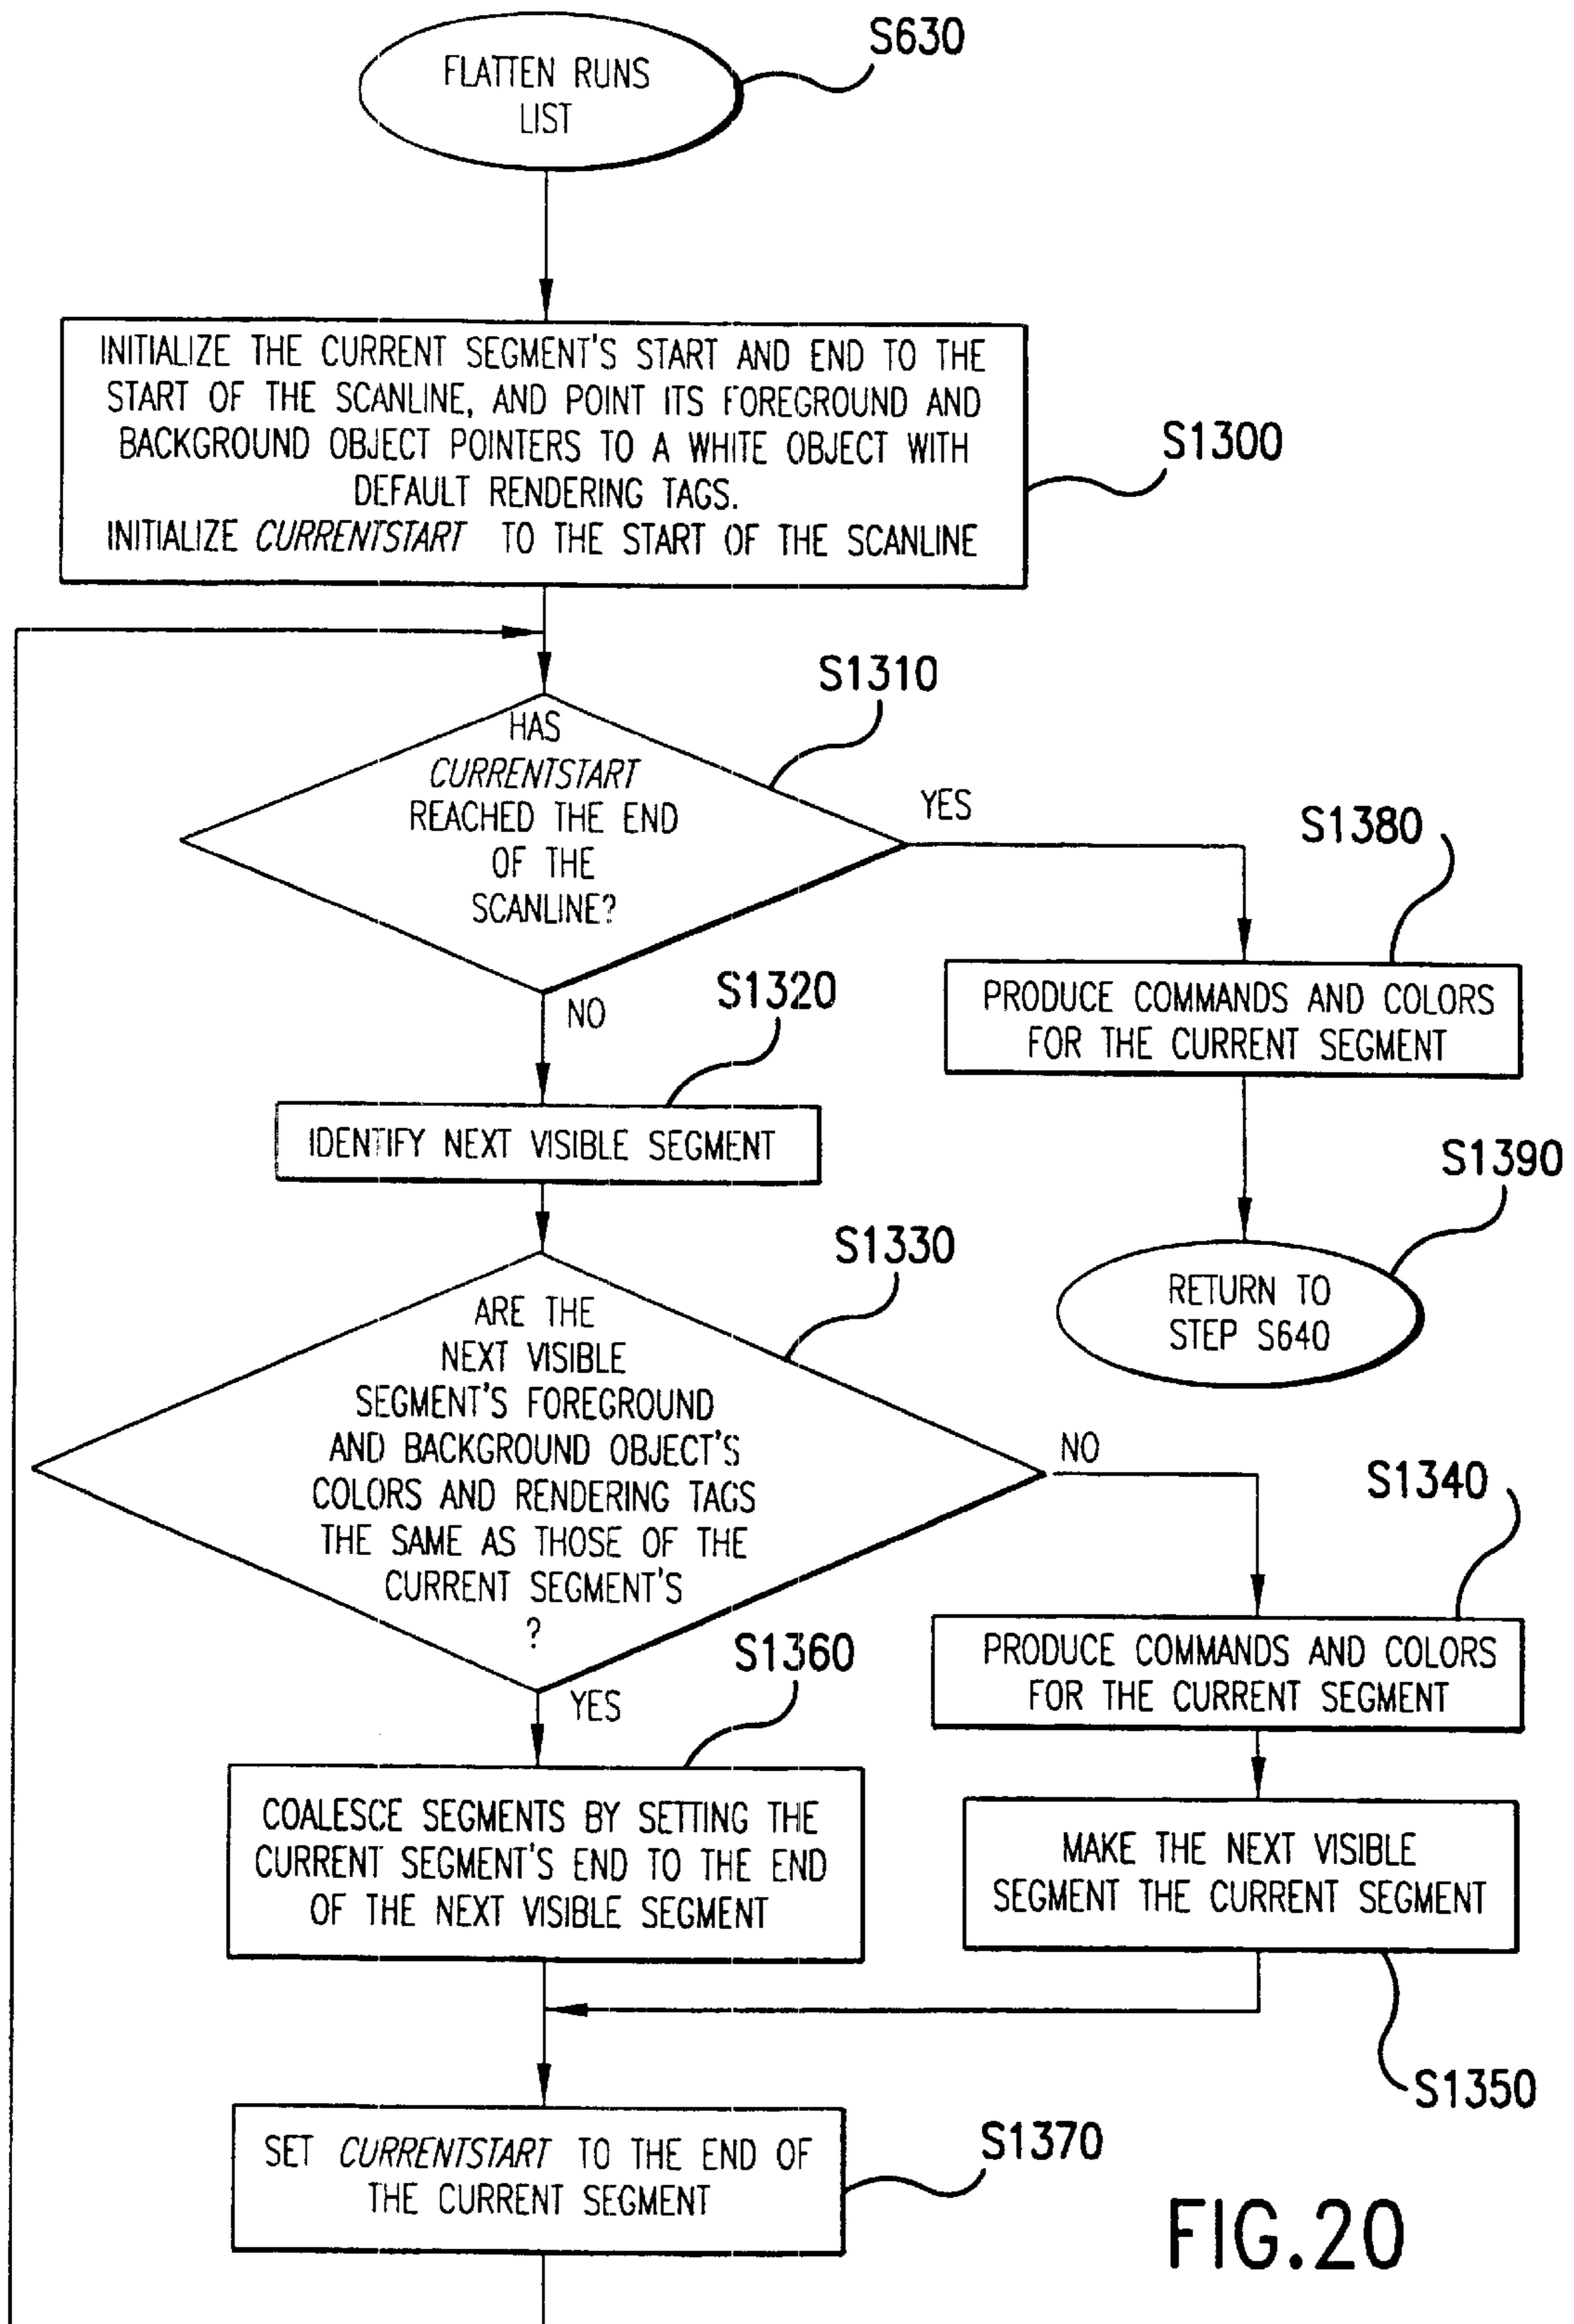 S630
FLATTEN RUNS
LIST
INITIALIZE THE CURRENT SEGMENT'S START AND END TO THE
START OF THE SCANLINE, AND POINT ITS FOREGROUND AND
BACKGROUND OBJECT POINTERS TO A WHITE OBJECT WITH
DEFAULT RENDERING TAGS.
INITIALIZE CURRENTSTART TO THE START OF THE SCANLINE
S1300
S1310
HAS
CURRENTSTART
REACHED THE END
OF THE
SCANLINE?
YES
NO
S1380
PRODUCE COMMANDS AND COLORS
FOR THE CURRENT SEGMENT
S1320
IDENTIFY NEXT VISIBLE SEGMENT
S1390
RETURN TO
STEP S640
S1330
ARE THE
NEXT VISIBLE
SEGMENT'S FOREGROUND
AND BACKGROUND OBJECT'S
COLORS AND RENDERING TAGS
THE SAME AS THOSE OF THE
CURRENT SEGMENT'S
?
NO
YES
S1340
PRODUCE COMMANDS AND COLORS
FOR THE CURRENT SEGMENT
S1360
COALESCE SEGMENTS BY SETTING THE
CURRENT SEGMENT'S END TO THE END
OF THE NEXT VISIBLE SEGMENT
MAKE THE NEXT VISIBLE
SEGMENT THE CURRENT SEGMENT
S1350
SET CURRENTSTART TO THE END OF
THE CURRENT SEGMENT
S1370
FIG.20